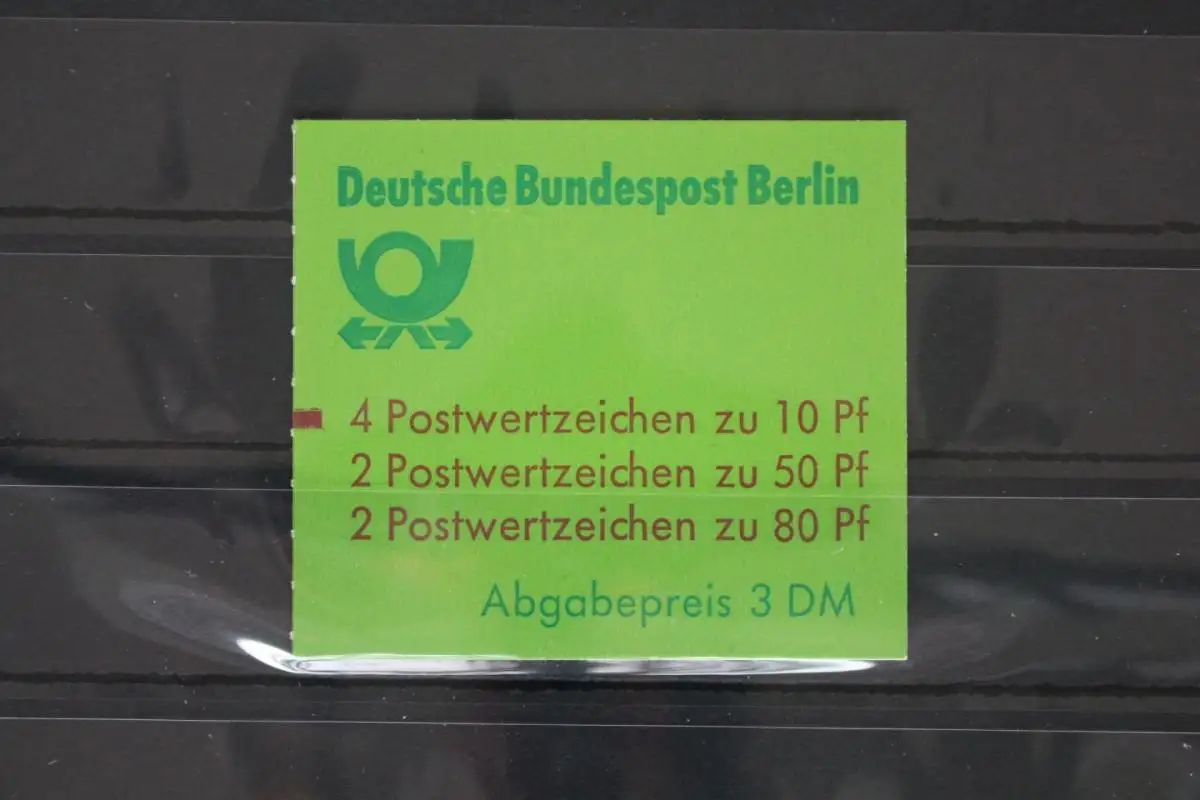 Deutsche Bundespost Berlin
4 Postwertzeichen zu 10 Pf
2 Postwertzeichen zu 50 Pf
2 Postwertzeichen zu 80 Pf
Abgabepreis 3 DM